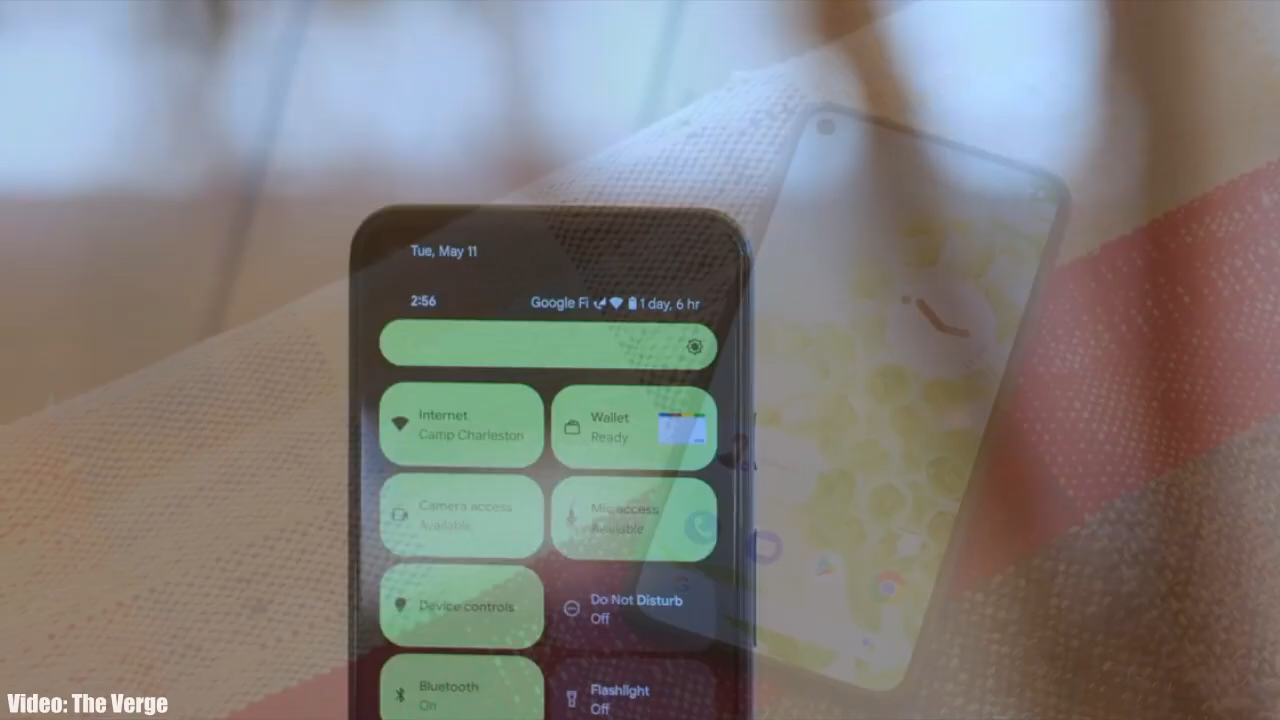 Tue, May 11
2:56
Google Fi 1 day, 6 hr
Internet
Camp Charleston
Wallet
Ready
Camera access
Available
Mic access
Available
Device controls
Do Not Disturb
Off
Bluetooth
On
Flashlight
Off
Video: The Verge